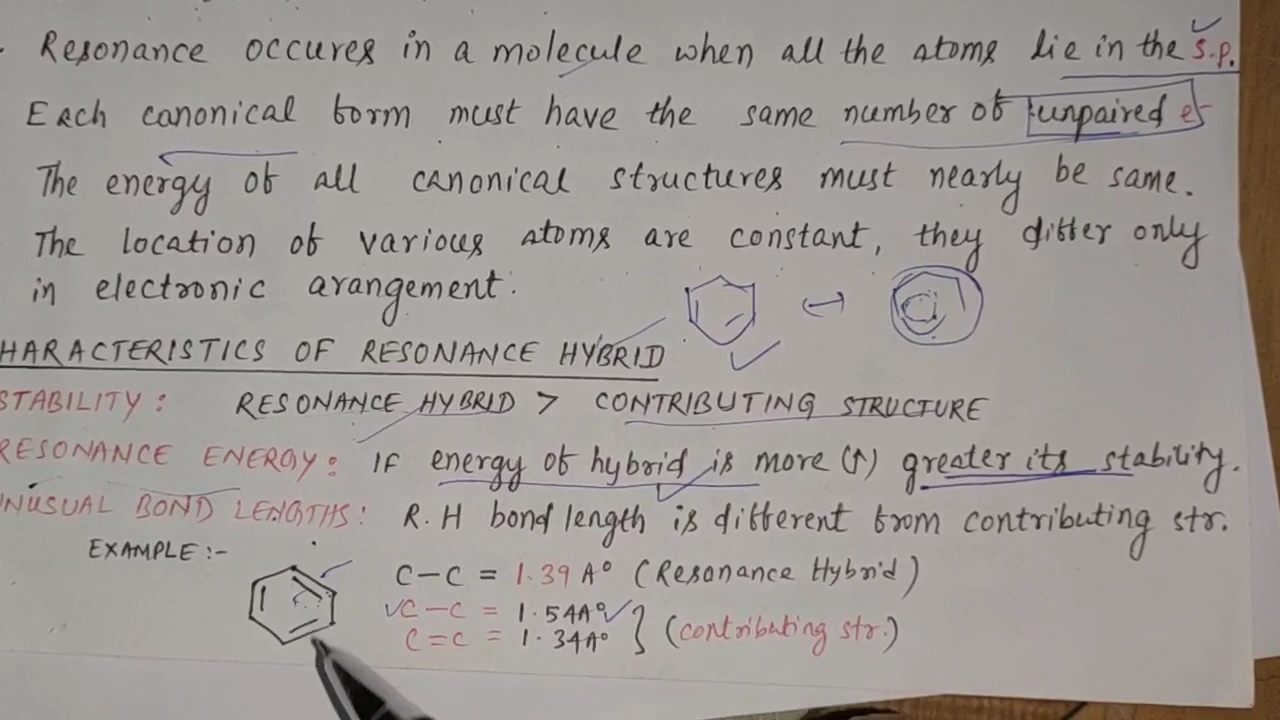 Resonance occures in a molecule when all the atoms lie in the s.p.
Each canonical form must have the same number of unpaired e-
The energy of all canonical structures must nearly be same.
The location of various atoms are constant, they differ only
in electronic arangement.
HARACTERISTICS OF RESONANCE HYBRID
STABILITY: RESONANCE HYBRID > CONTRIBUTING STRUCTURE
RESONANCE ENERGY: IF energy of hybrid is more (↑) greater its stability.
UNUSUAL BOND LENGTHS: R.H bond length is different from contributing str.
EXAMPLE:-
C-C = 1.39 A° (Resonance Hybrid)
C-C = 1.54A°
C=C = 1.34A° } (contributing str.)